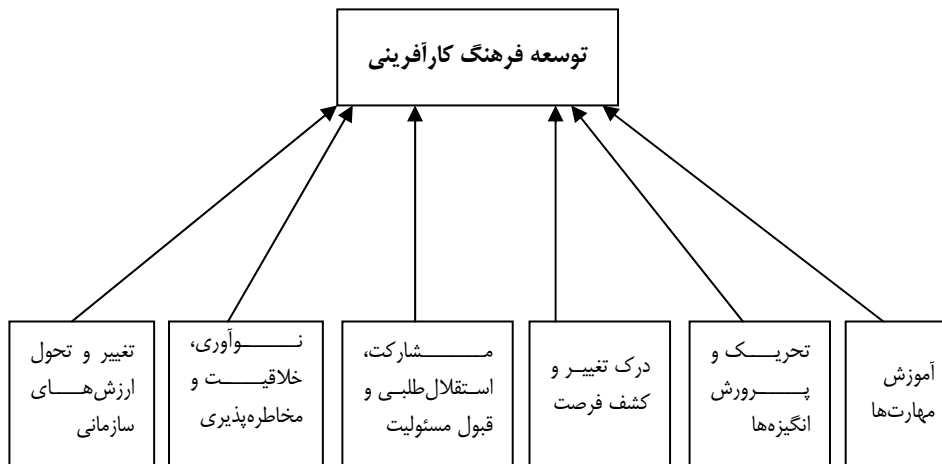 توسعه فرهنگ کارآفرینی
آموزش
مهارت‌ها
تحریک و
پرورش
انگیزه‌ها
درک تغییر و
کشف فرصت
مشارکت،
استقلال‌طلبی و
قبول مسئولیت
نوآوری،
خلاقیت و
مخاطره‌پذیری
تغییر و تحول
ارزش‌های
سازمانی